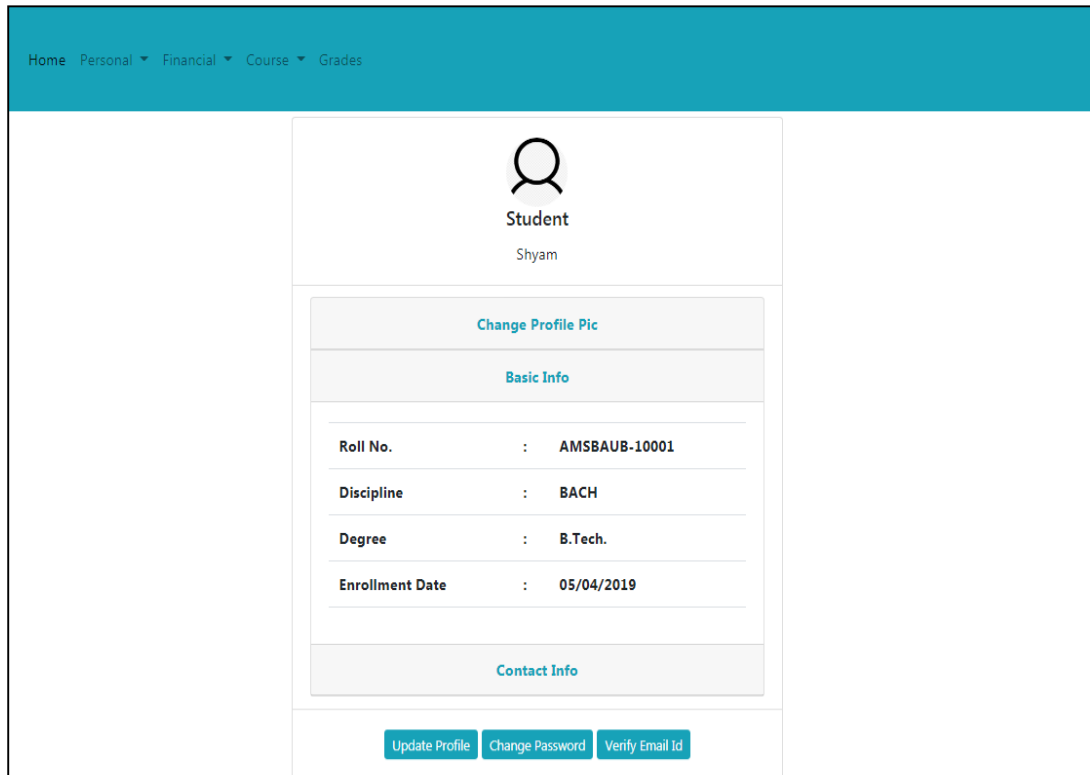 Home Personal Financial Course Grades
Student
Shyam
Change Profile Pic
Basic Info
Roll No. : AMSBAUB-10001
Discipline : BACH
Degree : B.Tech.
Enrollment Date : 05/04/2019
Contact Info
Update Profile Change Password Verify Email Id